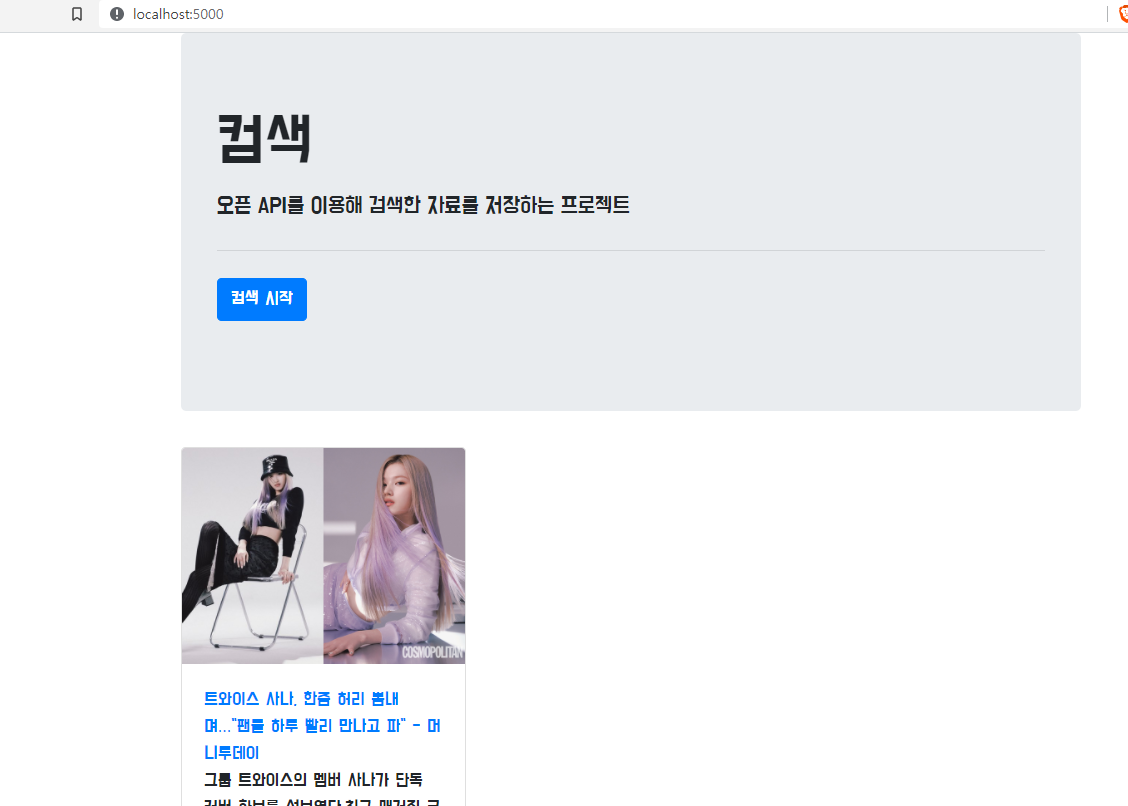 localhost:5000
컴색
오픈 API를 이용해 검색한 자료를 저장하는 프로젝트
컴색 시작
COSMOPOLITAN
트와이스 사나, 한줌 허리 뽐내
며…"팬들 하루 빨리 만나고 파" - 머
니투데이
그룹 트와이스의 멤버 사나가 단독